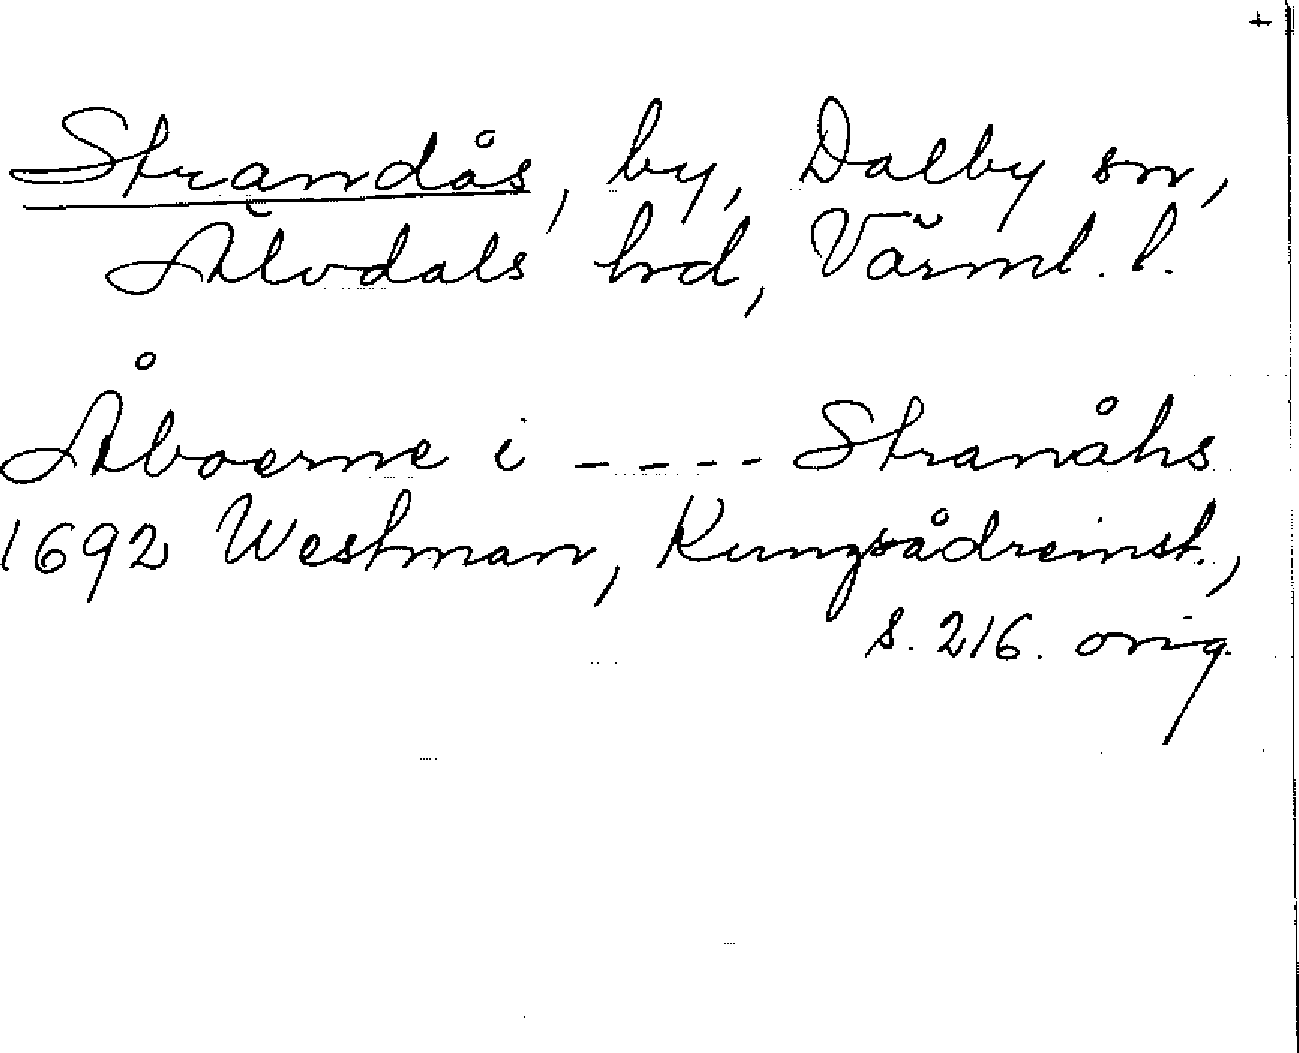 +
Strandås, by, Dalby sn,
Älvdals hd, Värml. l.
Åboerne i - - - - Stranåhs
1692 Westman, Kungsådreinst.,
s. 216. orig.